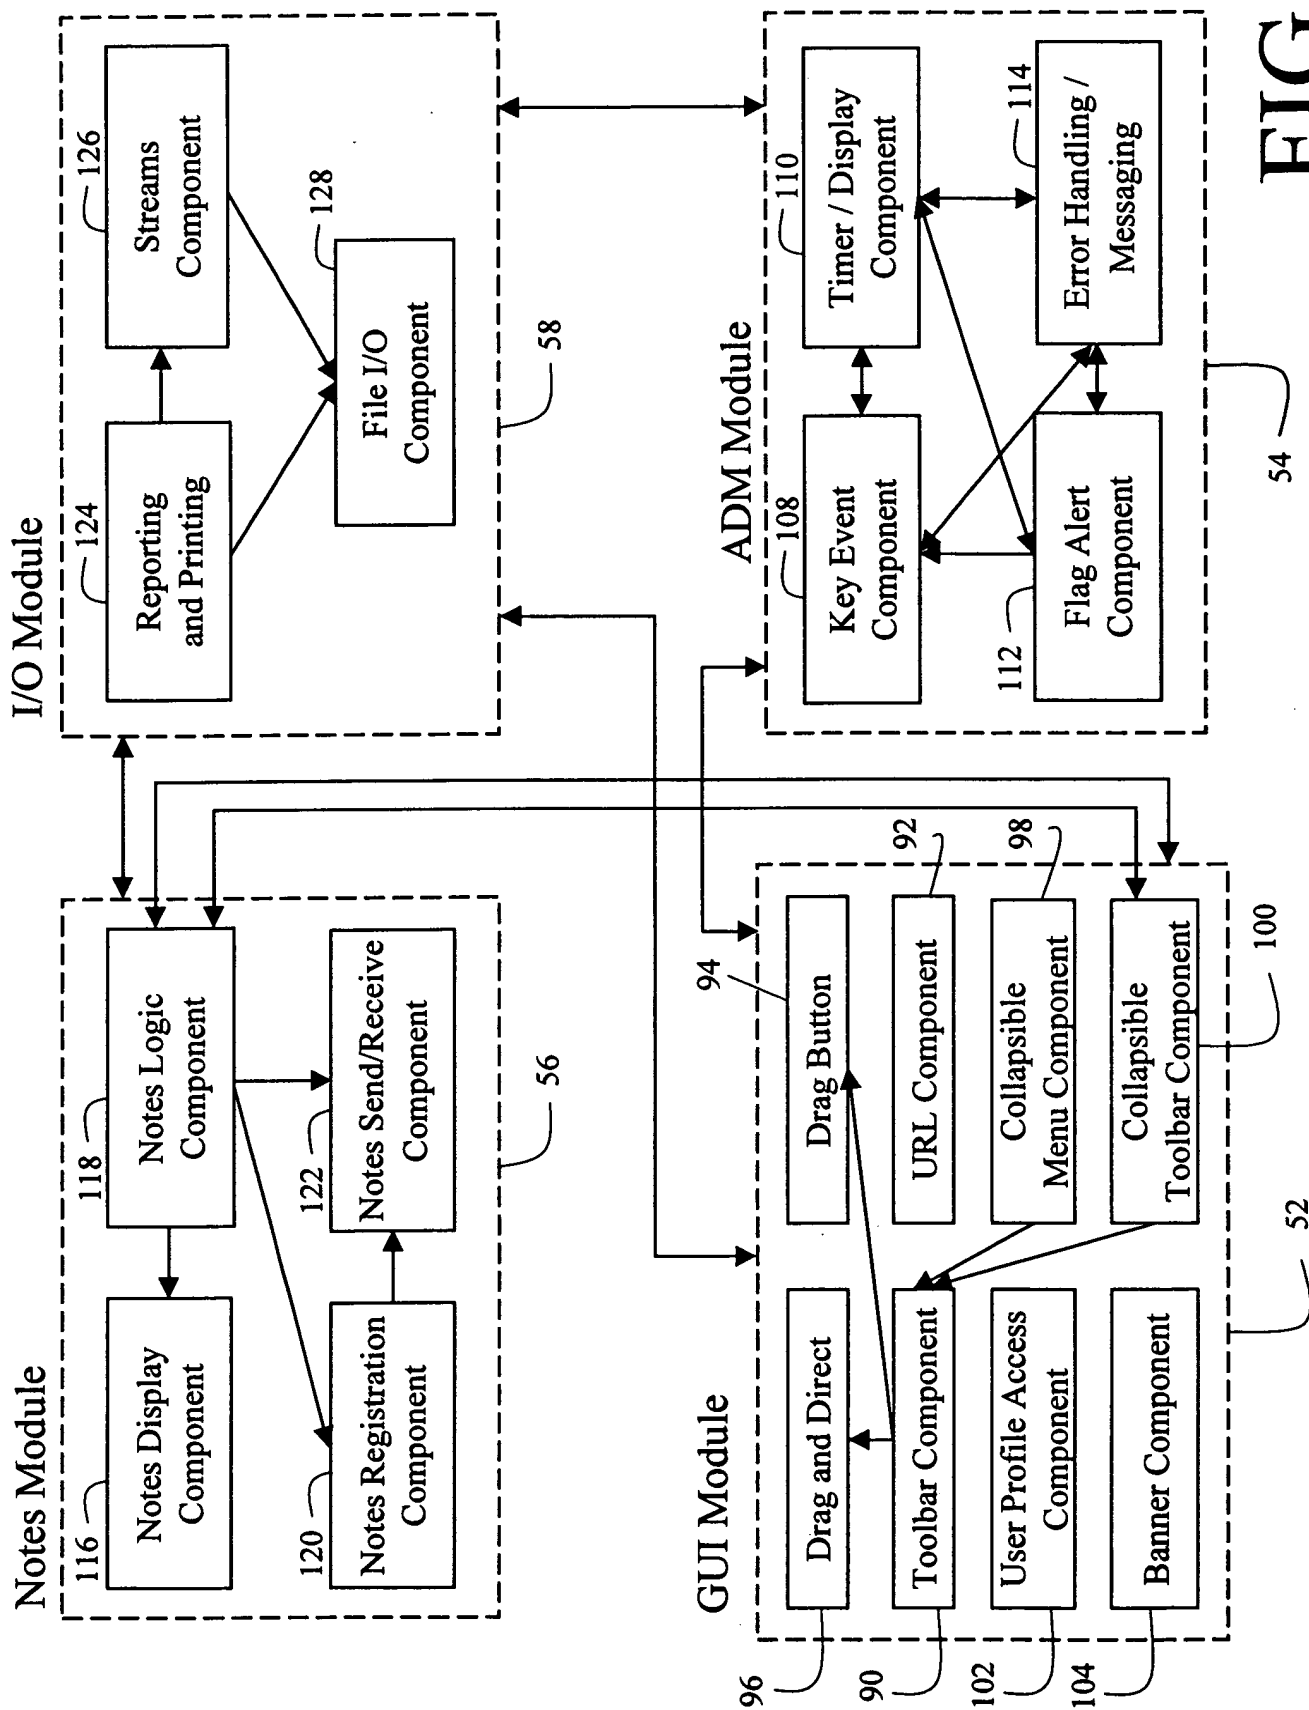 Notes Module
116
Notes Display
Component
118
Notes Logic
Component
120
Notes Registration
Component
122
Notes Send/Receive
Component
56
I/O Module
124
Reporting
and Printing
126
Streams
Component
128
File I/O
Component
58
GUI Module
96
Drag and Direct
94
Drag Button
90
Toolbar Component
92
URL Component
102
User Profile Access
Component
98
Collapsible
Menu Component
104
Banner Component
100
Collapsible
Toolbar Component
52
ADM Module
108
Key Event
Component
110
Timer / Display
Component
112
Flag Alert
Component
114
Error Handling /
Messaging
54
FIG